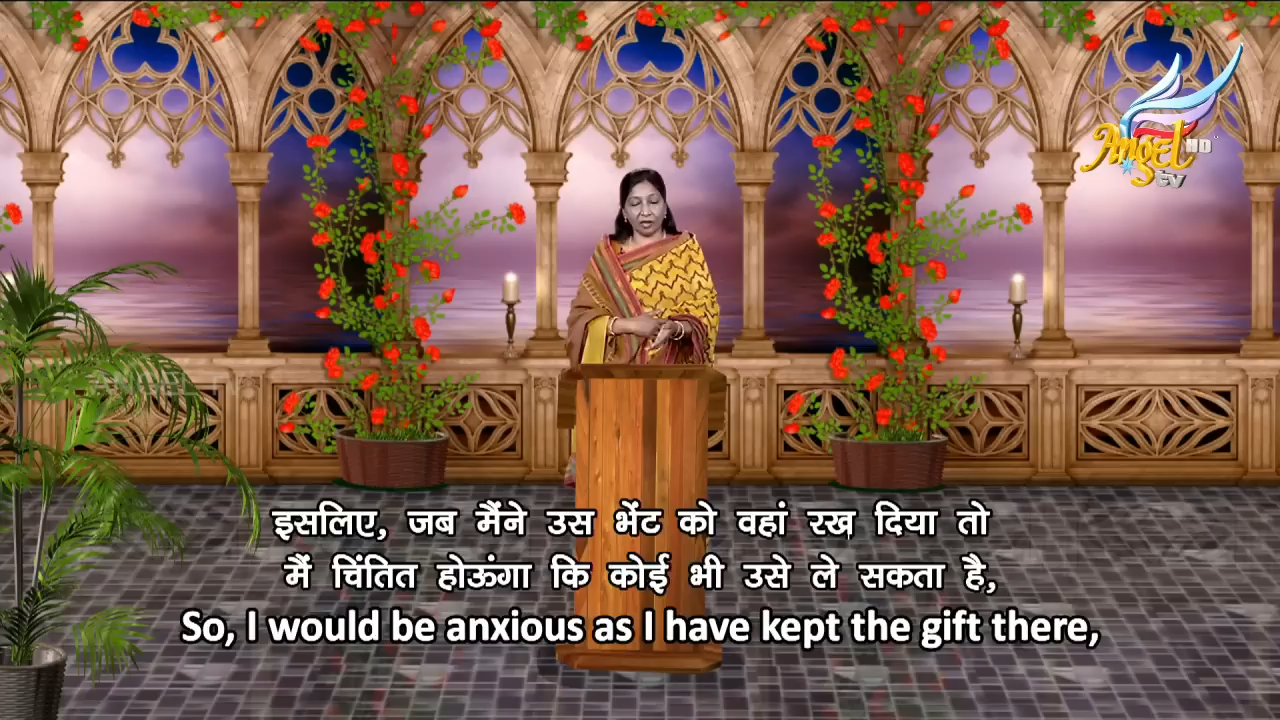 Angel HD
tv
इसलिए, जब मैंने उस भेंट को वहां रख दिया तो
मैं चिंतित होऊंगा कि कोई भी उसे ले सकता है,
So, I would be anxious as I have kept the gift there,